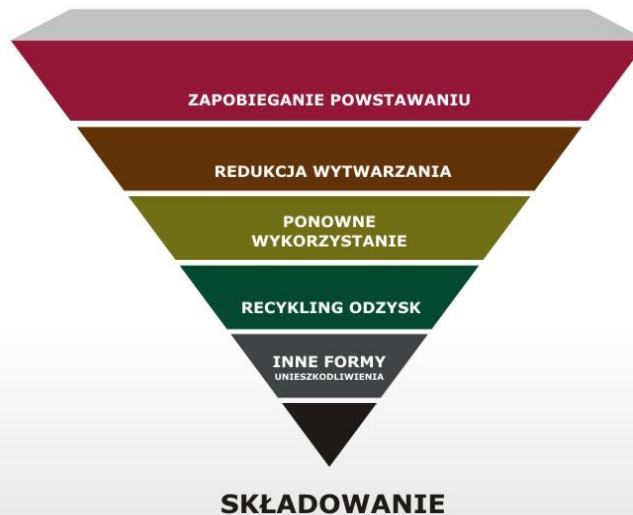 ZAPOBIEGANIE POWSTAWANIU
REDUKCJA WYTWARZANIA
PONOWNE
WYKORZYSTANIE
RECYKLING ODZYSK
INNE FORMY
UNIESZKODLIWIENIA
SKŁADOWANIE